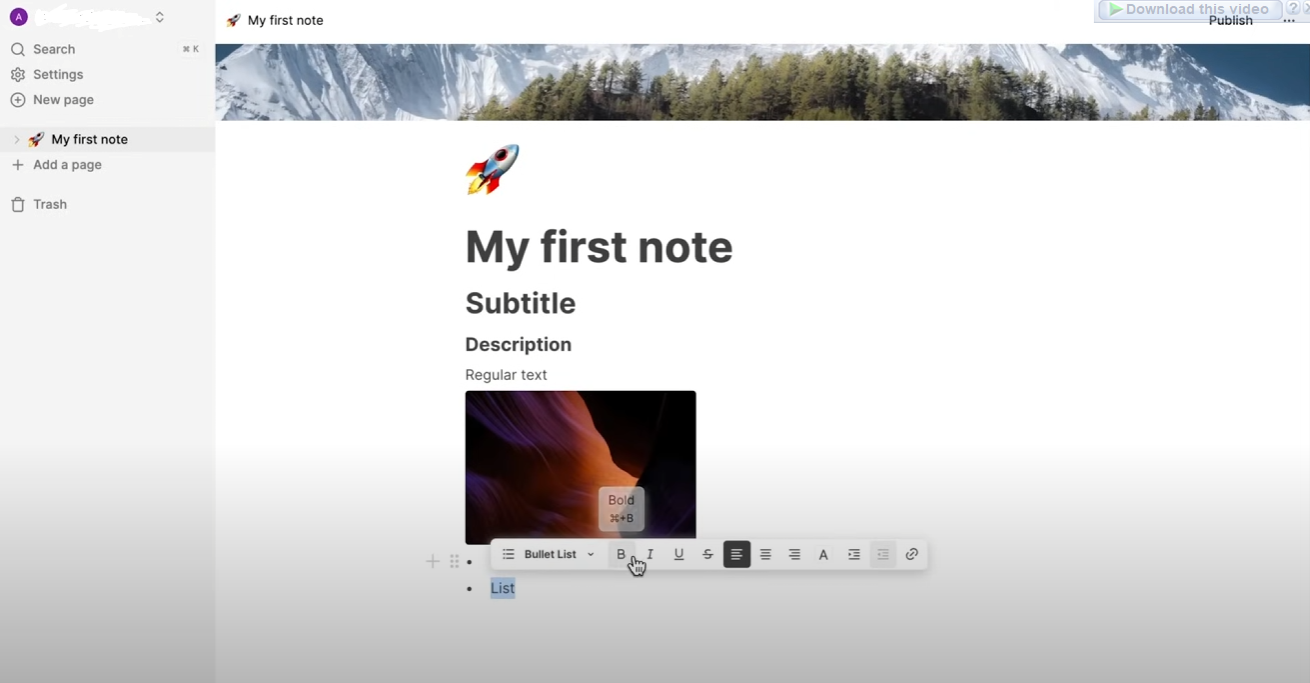 A
My first note
Download this video ?
Publish ...
Search ⌘ K
Settings
New page
My first note
Add a page
Trash
My first note
Subtitle
Description
Regular text
Bold
⌘+B
Bullet List B I U S A
List